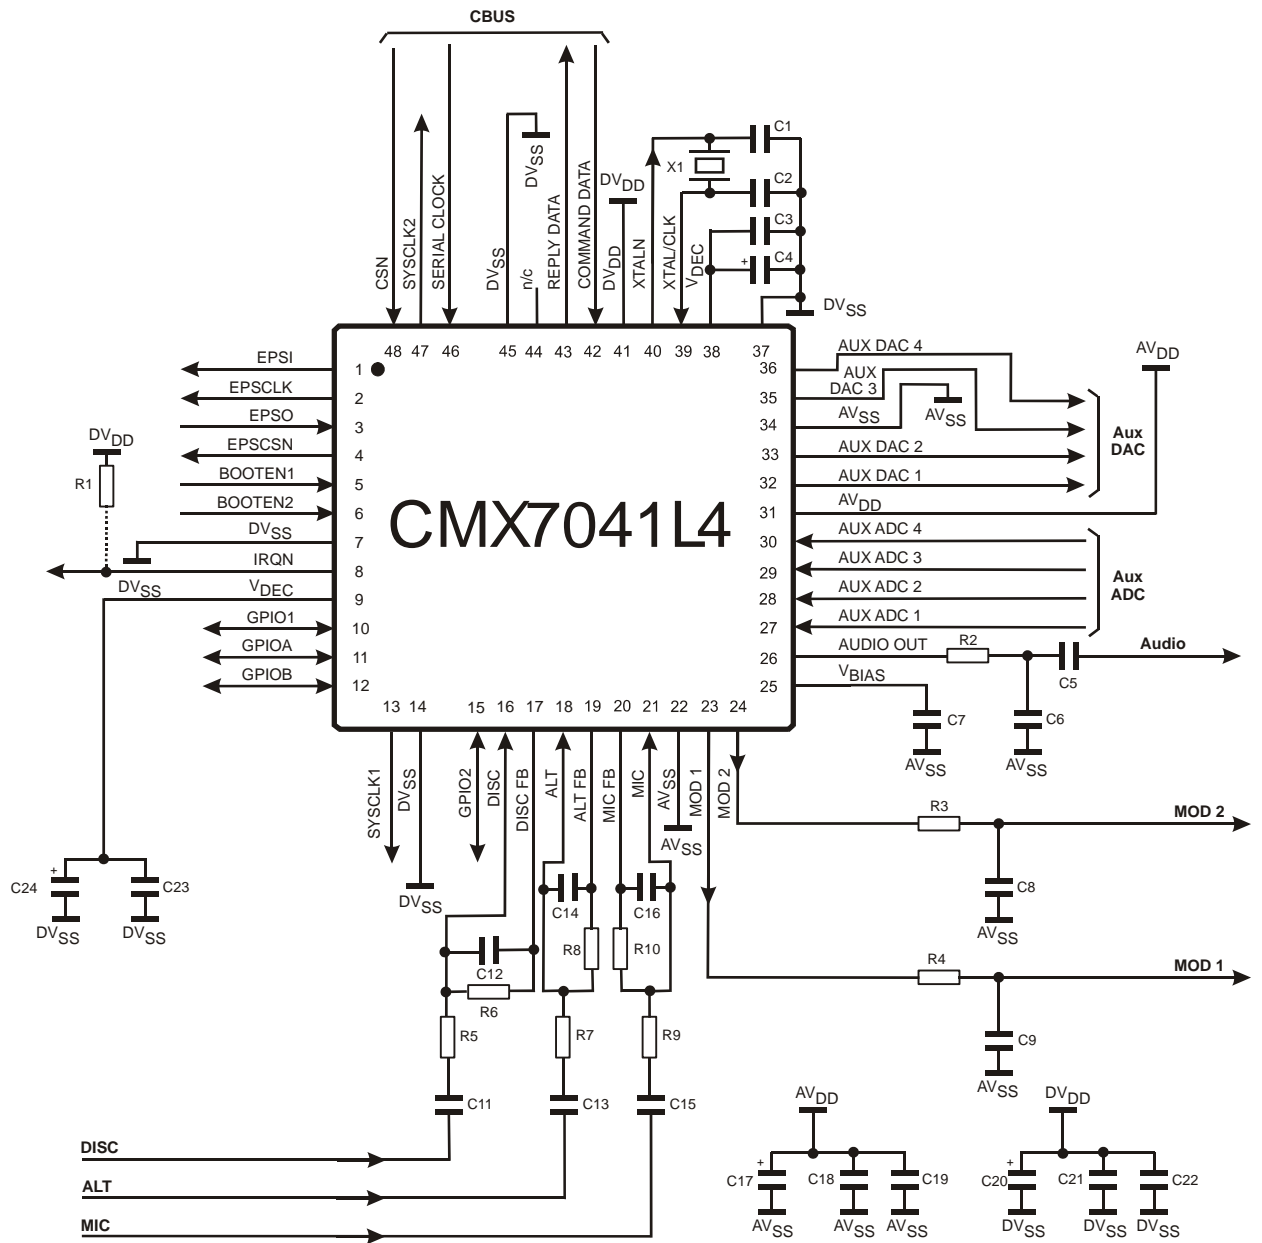 CBUS
CSN
SYSCLK2
SERIAL CLOCK
DVSS
DVSS
n/c
REPLY DATA
COMMAND DATA
DVDD
DVDD
XTALN
XTAL/CLK
VDEC
X1
C1
C2
C3
+ C4
DVSS
48 47 46 45 44 43 42 41 40 39 38 37
EPSI 1
EPSCLK 2
EPSO 3
EPSCSN 4
BOOTEN1 5
BOOTEN2 6
DVSS 7
IRQN 8
VDEC 9
GPIO1 10
GPIOA 11
GPIOB 12
DVDD
R1
DVSS
CMX7041L4
36 AUX DAC 4
35 AUX
DAC 3
34 AVSS
AVSS
33 AUX DAC 2
32 AUX DAC 1
31 AVDD
AVDD
Aux
DAC
30 AUX ADC 4
29 AUX ADC 3
28 AUX ADC 2
27 AUX ADC 1
Aux
ADC
26 AUDIO OUT
R2
C5
Audio
25 VBIAS
C7
C6
AVSS
AVSS
13 14 15 16 17 18 19 20 21 22 23 24
SYSCLK1
DVSS
GPIO2
DISC
DISC FB
ALT
ALT FB
MIC FB
MIC
AVSS
MOD 1
MOD 2
AVSS
DVSS
R3
MOD 2
C8
AVSS
R4
MOD 1
C9
AVSS
C24 +
C23
DVSS
DVSS
C14
C16
R8
R10
C12
R6
R5
R7
R9
C11
C13
C15
DISC
ALT
MIC
AVDD
C17 +
C18
C19
AVSS
AVSS
AVSS
DVDD
C20 +
C21
C22
DVSS
DVSS
DVSS